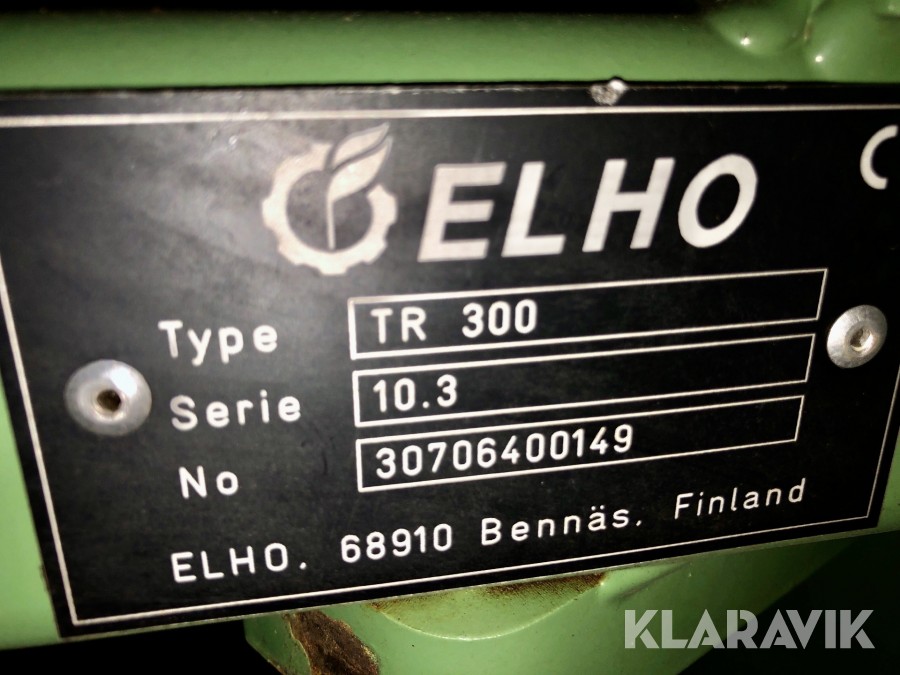 ELHO
Type TR 300
Serie 10.3
No 30706400149
ELHO. 68910 Bennäs. Finland
KLARAVIK